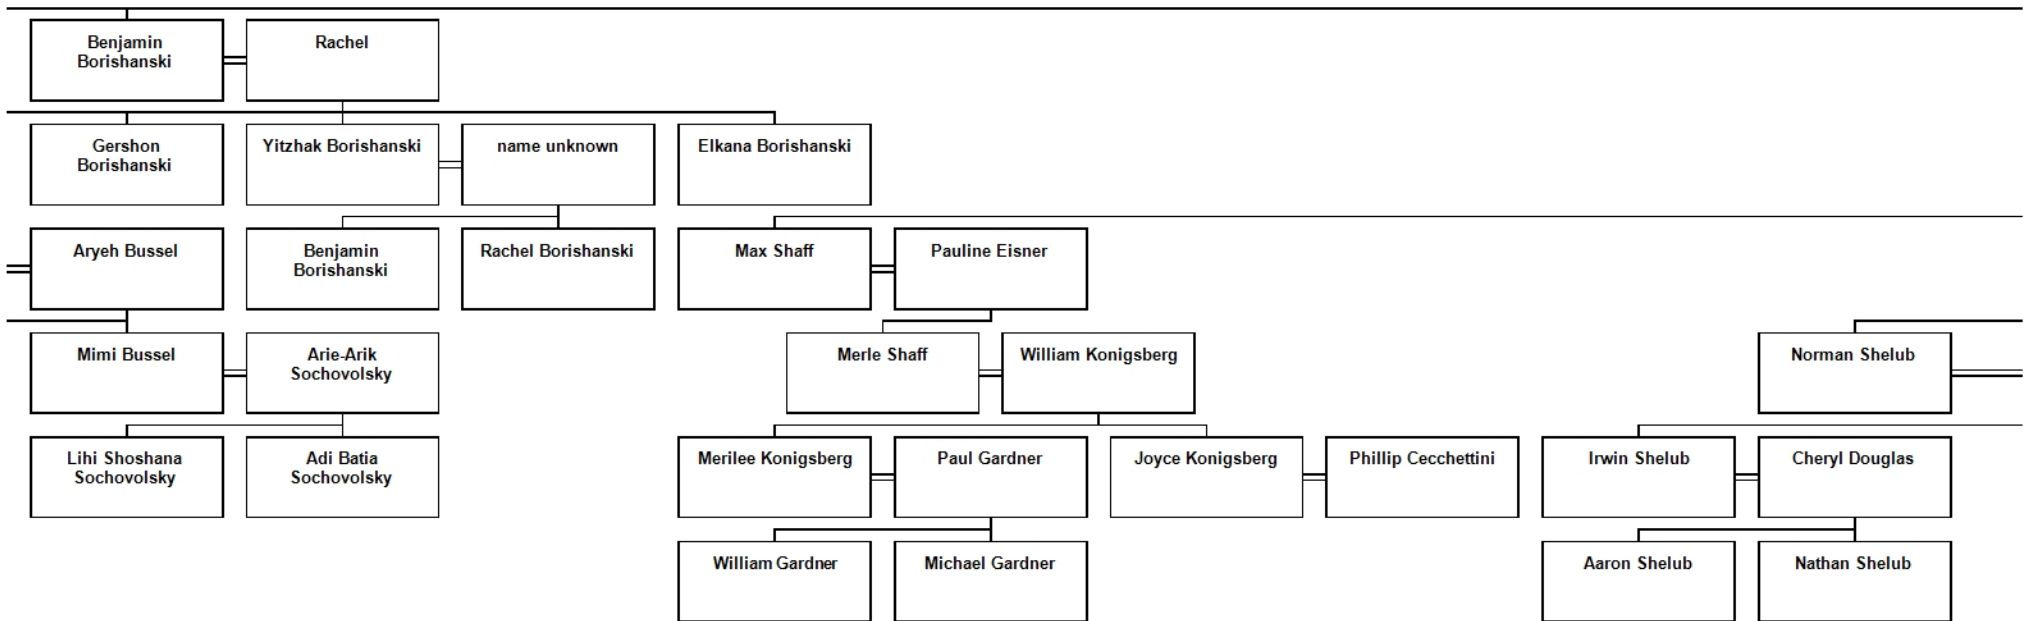 Benjamin
Borishanski
Rachel
Gershon
Borishanski
Yitzhak Borishanski
name unknown
Elkana Borishanski
Aryeh Bussel
Benjamin
Borishanski
Rachel Borishanski
Max Shaff
Pauline Eisner
Mimi Bussel
Arie-Arik
Sochovolsky
Merle Shaff
William Konigsberg
Norman Shelub
Lihi Shoshana
Sochovolsky
Adi Batia
Sochovolsky
Merilee Konigsberg
Paul Gardner
Joyce Konigsberg
Phillip Cecchettini
Irwin Shelub
Cheryl Douglas
William Gardner
Michael Gardner
Aaron Shelub
Nathan Shelub